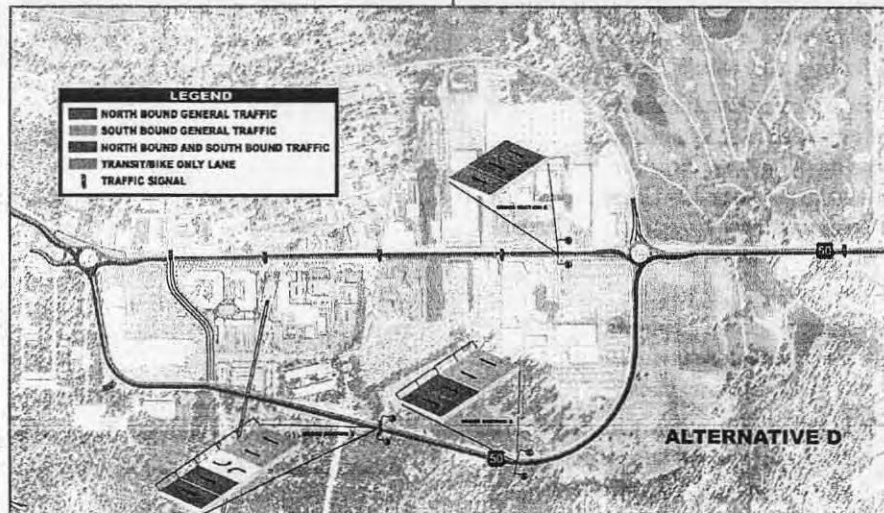 LEGEND
NORTH BOUND GENERAL TRAFFIC
SOUTH BOUND GENERAL TRAFFIC
NORTH BOUND AND SOUTH BOUND TRAFFIC
TRANSIT/BIKE ONLY LANE
TRAFFIC SIGNAL
50
50
ALTERNATIVE D